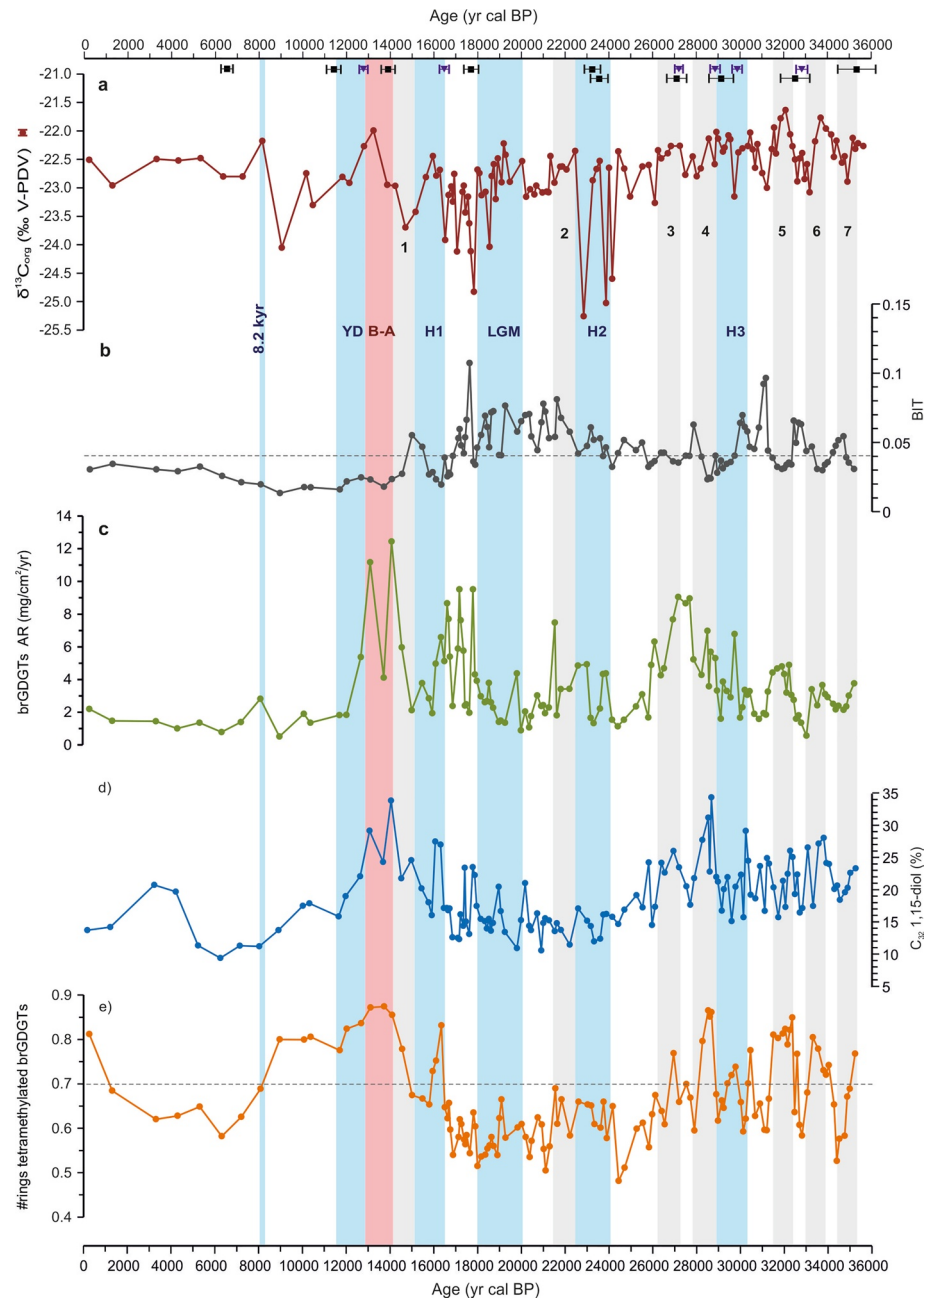 Age (yr cal BP)
0 2000 4000 6000 8000 10000 12000 14000 16000 18000 20000 22000 24000 26000 28000 30000 32000 34000 36000
a
δ¹³Corg (‰ V-PDV)
-21.0
-22.0
-22.5
-23.0
-23.5
-24.0
-24.5
-25.0
-25.5
1 2 3 4 5 6 7
8.2 kyr
YD B-A H1 LGM H2 H3
b
BIT
0.15
0.10
0.05
0
c
brGDGTs AR (mg/cm²/yr)
14
12
10
8
6
4
2
0
d)
C₃₂ 1,15-diol (%)
35
30
25
20
15
10
5
e)
#rings tetramethylated brGDGTs
0.9
0.8
0.7
0.6
0.5
0.4
0 2000 4000 6000 8000 10000 12000 14000 16000 18000 20000 22000 24000 26000 28000 30000 32000 34000 36000
Age (yr cal BP)